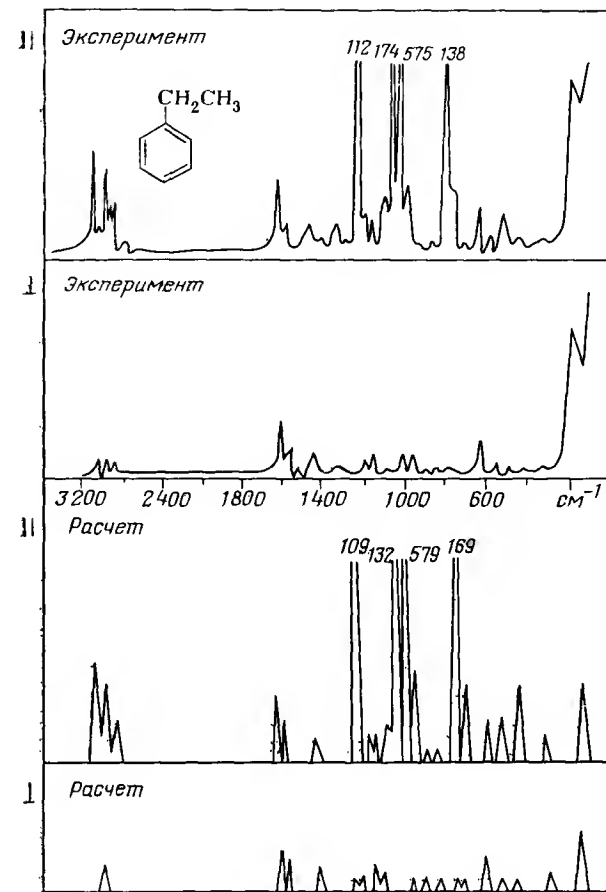 || Эксперимент
112 174 575 138
CH₂CH₃
⊥ Эксперимент
3200 2400 1800 1400 1000 600 см⁻¹
|| Расчет
109 132 579 169
⊥ Расчет